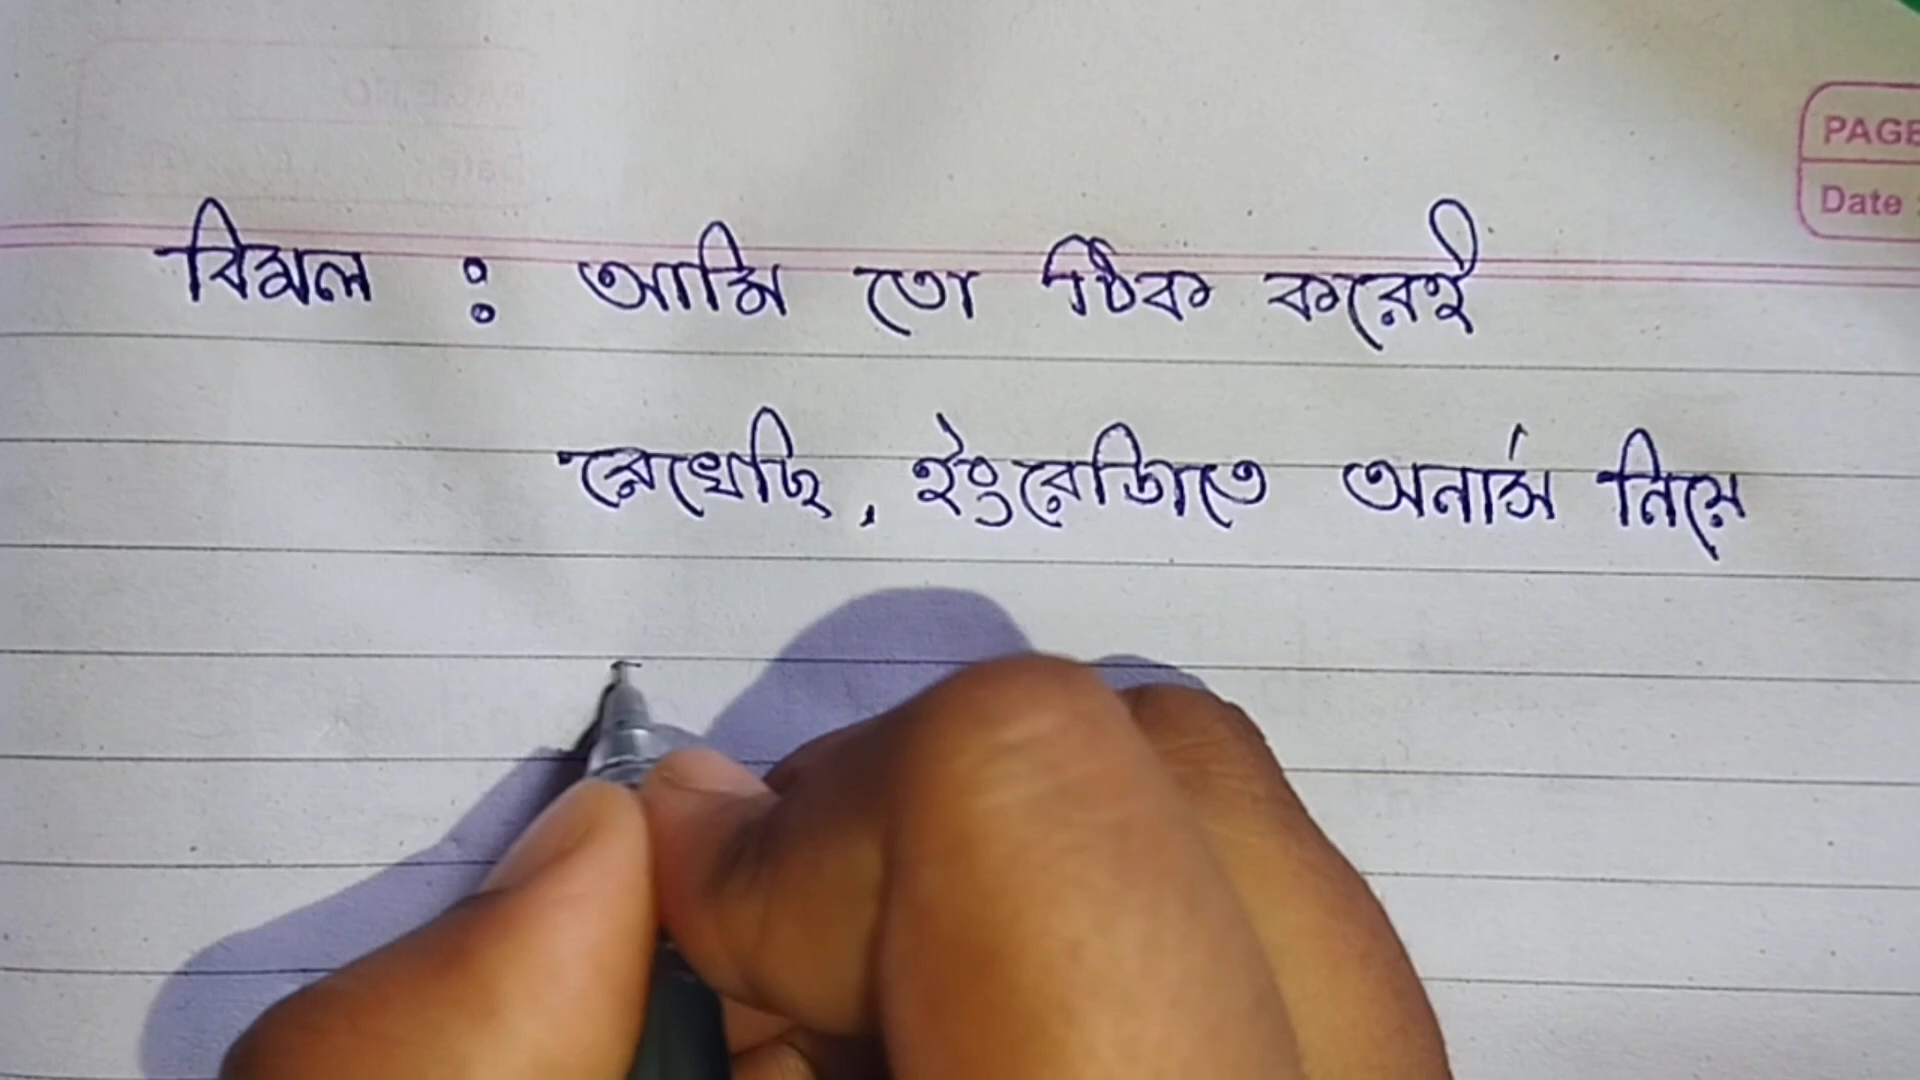 PAGE
Date :
বিমল : আমি তো ঠিক করেই
রেখেছি, ইংরেজিতে অনার্স নিয়ে